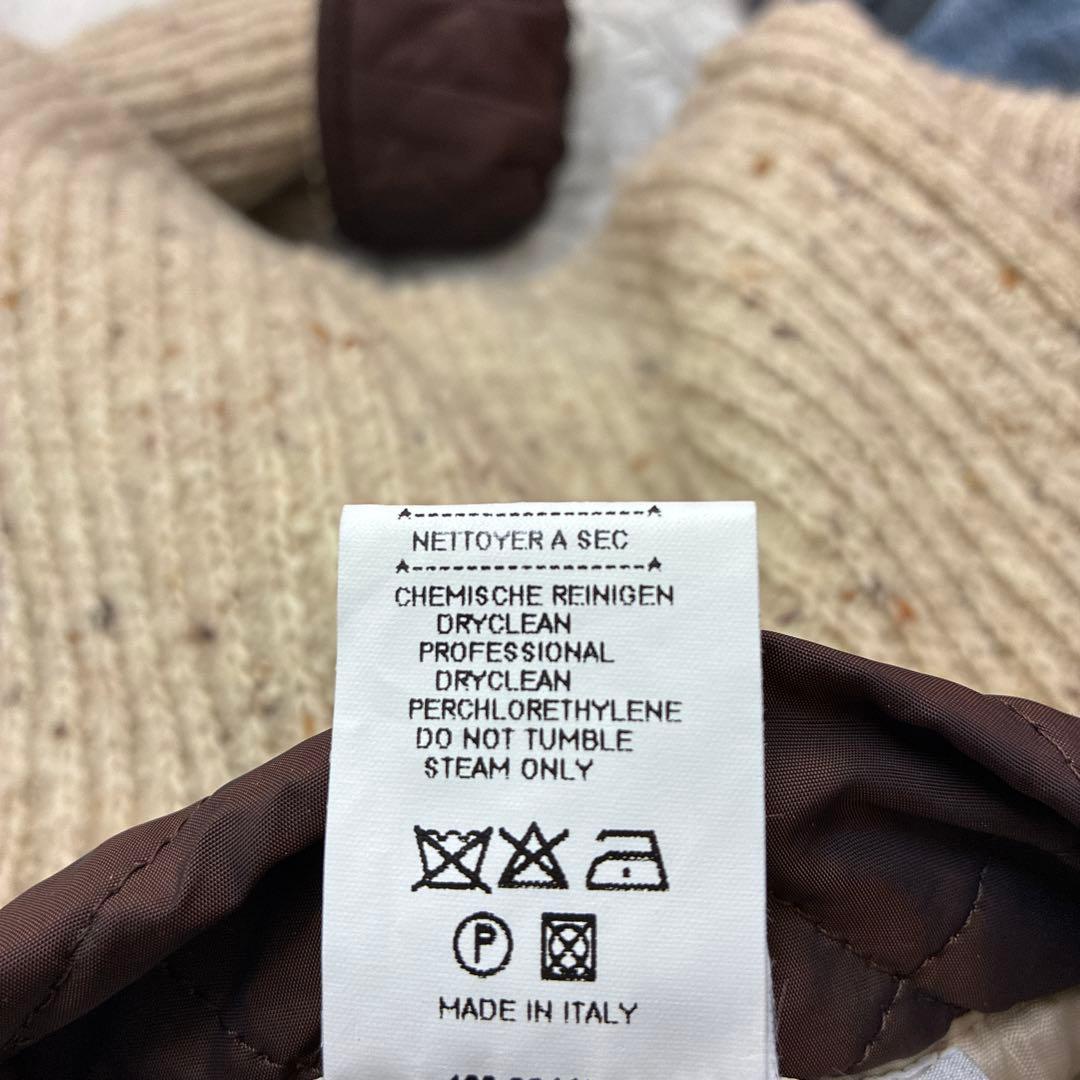 NETTOYER A SEC
CHEMISCHE REINIGEN
DRYCLEAN
PROFESSIONAL
DRYCLEAN
PERCHLORETHYLENE
DO NOT TUMBLE
STEAM ONLY
P
MADE IN ITALY